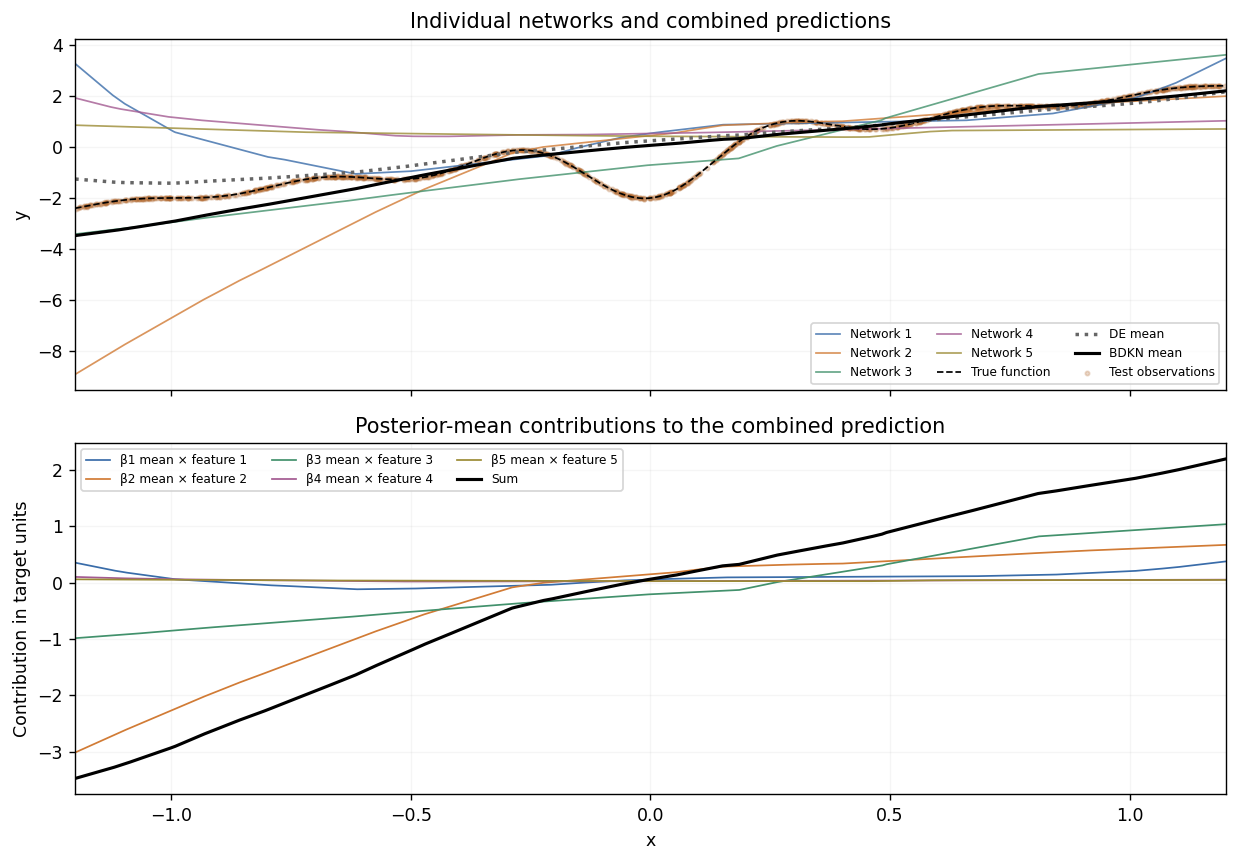 Individual networks and combined predictions
4
2
0
−2
−4
−6
−8
y
Network 1
Network 2
Network 3
Network 4
Network 5
True function
DE mean
BDKN mean
Test observations
Posterior-mean contributions to the combined prediction
2
1
0
−1
−2
−3
Contribution in target units
β1 mean × feature 1
β2 mean × feature 2
β3 mean × feature 3
β4 mean × feature 4
β5 mean × feature 5
Sum
−1.0
−0.5
0.0
0.5
1.0
x